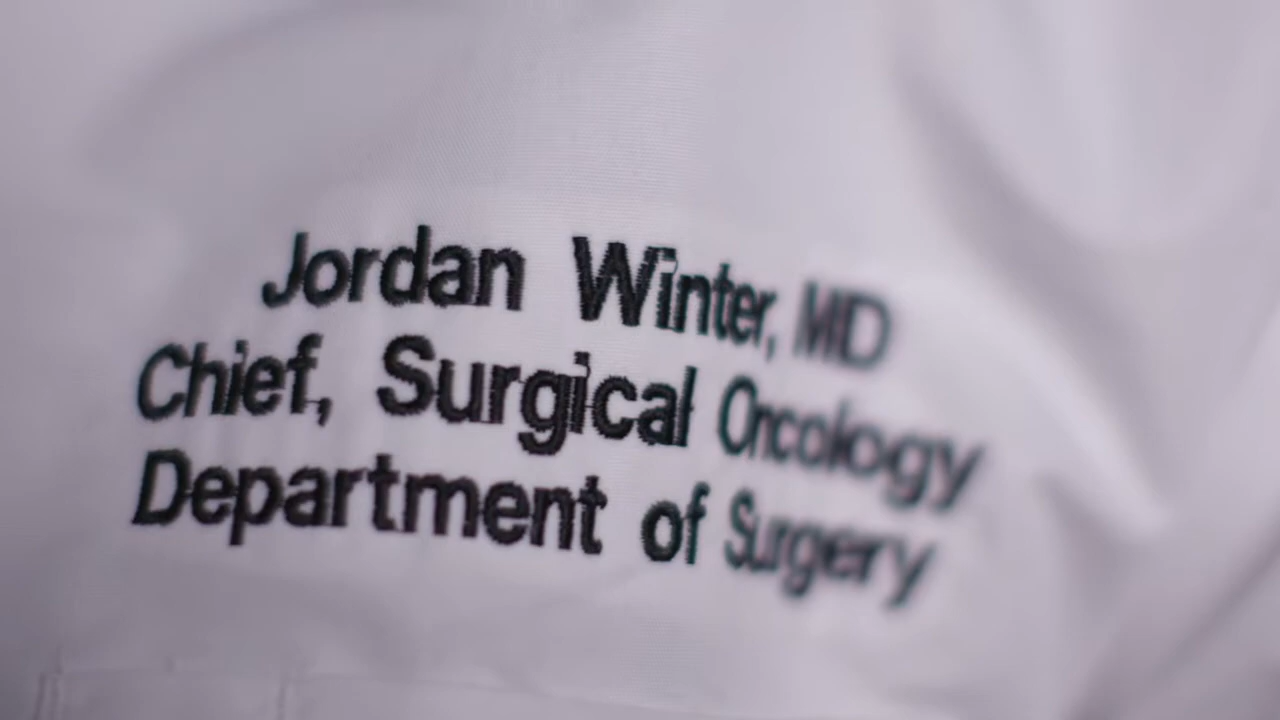 Jordan Winter, MD
Chief, Surgical Oncology
Department of Surgery